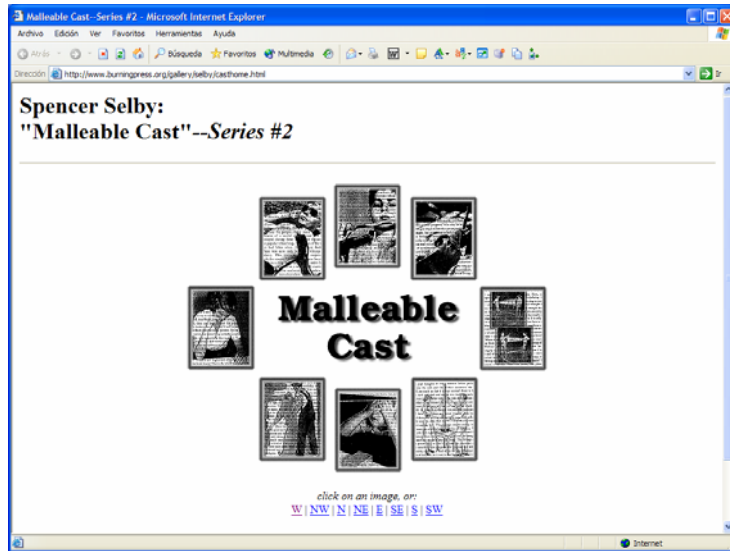 Malleable Cast--Series #2 - Microsoft Internet Explorer
Archivo Edición Ver Favoritos Herramientas Ayuda
Atrás Búsqueda Favoritos Multimedia
Dirección http://www.burningpress.org/gallery/selby/casthome.html Ir
Spencer Selby:
"Malleable Cast"--Series #2
Malleable
Cast
click on an image, or:
W | NW | N | NE | E | SE | S | SW
Internet